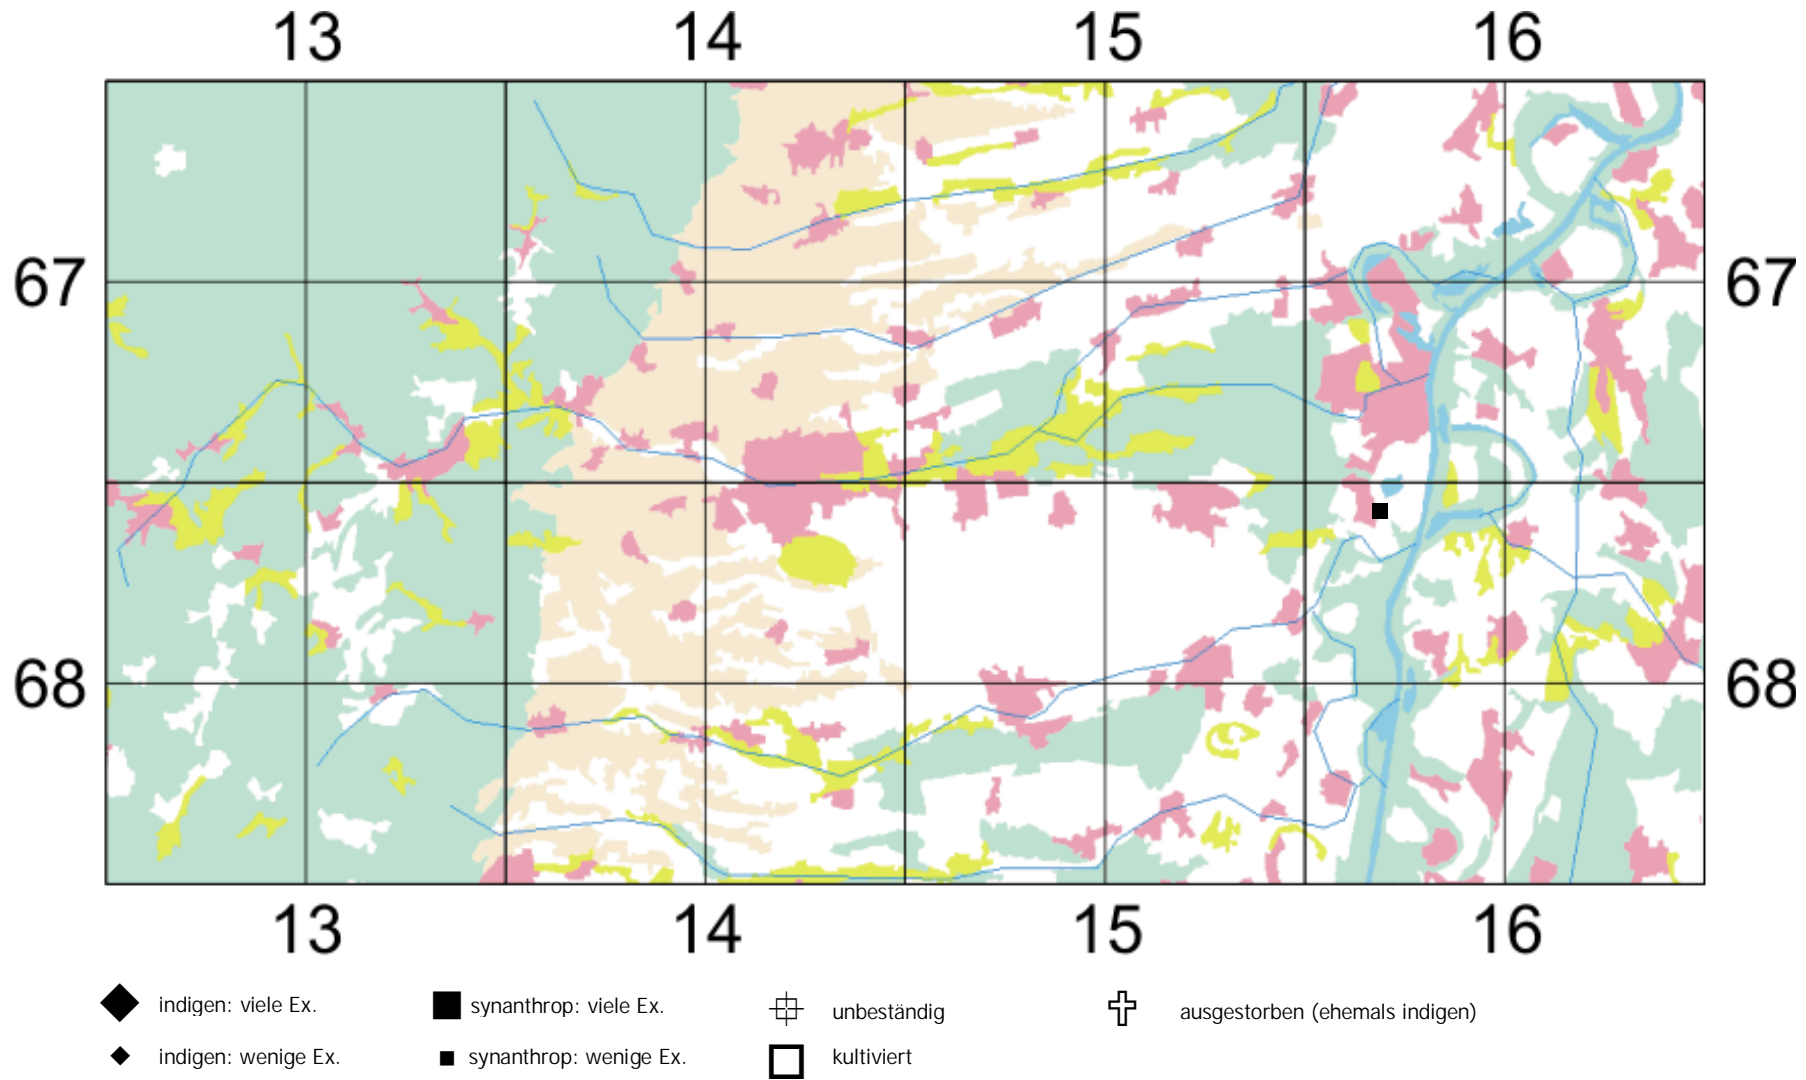 13 14 15 16
67 67
68 68
13 14 15 16
indigen: viele Ex. synanthrop: viele Ex. unbeständig ausgestorben (ehemals indigen)
indigen: wenige Ex. synanthrop: wenige Ex. kultiviert